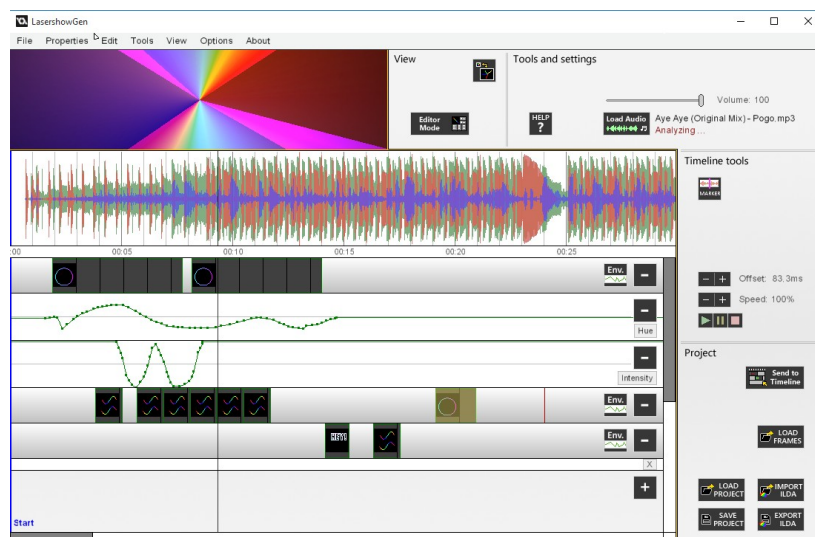 LasershowGen
File Properties Edit Tools View Options About
View
Editor
Mode
Tools and settings
HELP
?
Volume: 100
Load Audio
Aye Aye (Original Mix) - Pogo.mp3
Analyzing...
:00 00:05 00:10 00:15 00:20 00:25
Timeline tools
MARKER
Offset: 83.3ms
Speed: 100%
Env.
Hue
Intensity
Env.
HEY!
Env.
X
Start
Project
Send to
Timeline
LOAD
FRAMES
LOAD
PROJECT
IMPORT
ILDA
SAVE
PROJECT
EXPORT
ILDA